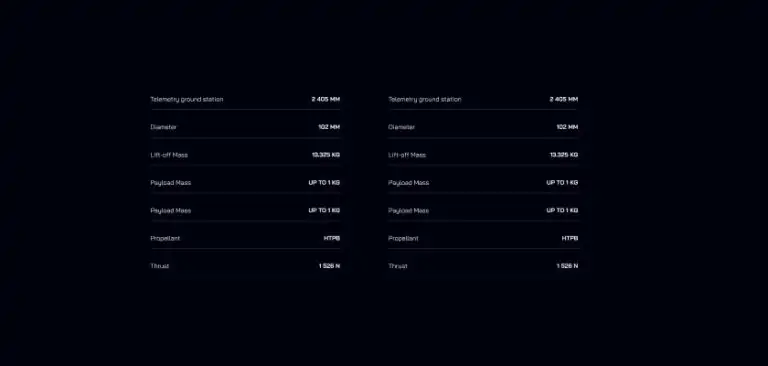 Telemetry ground station 2 405 MM Telemetry ground station 2 405 MM
Diameter 102 MM Diameter 102 MM
Lift-off Mass 13.325 KG Lift-off Mass 13.325 KG
Payload Mass UP TO 1 KG Payload Mass UP TO 1 KG
Payload Mass UP TO 1 KG Payload Mass UP TO 1 KG
Propellant HTPB Propellant HTPB
Thrust 1 526 N Thrust 1 526 N